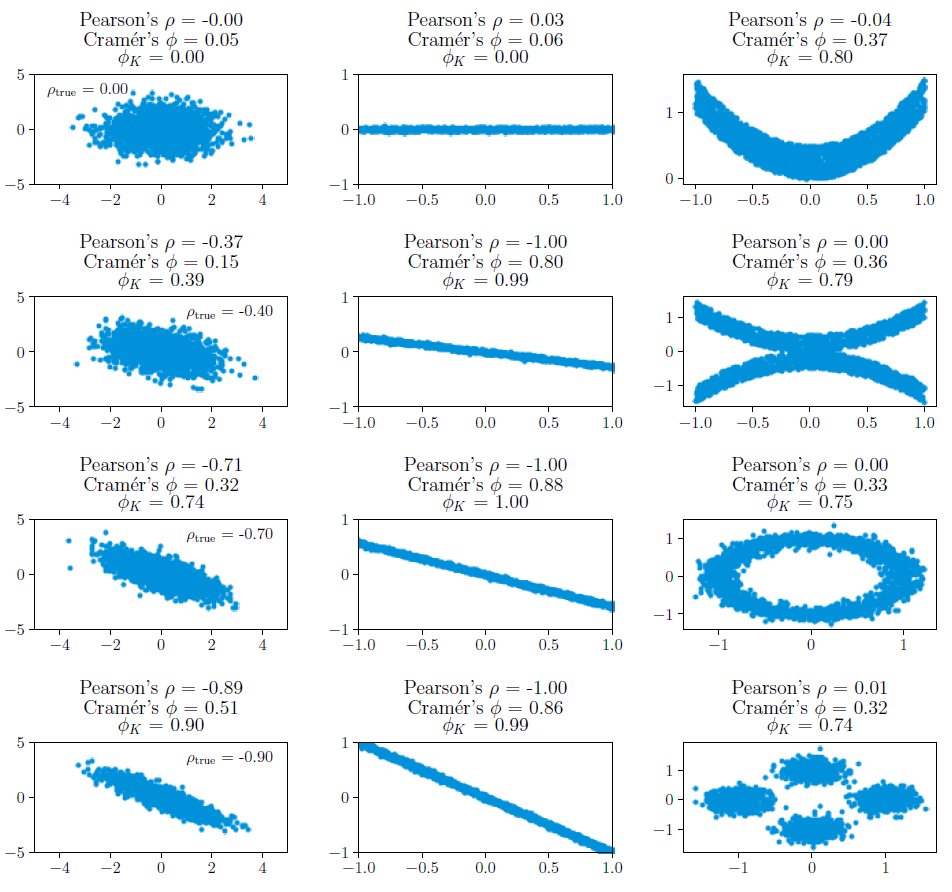 Pearson's ρ = -0.00
Cramér's ϕ = 0.05
ϕK = 0.00
ρtrue = 0.00
5
0
−5
−4 −2 0 2 4
Pearson's ρ = 0.03
Cramér's ϕ = 0.06
ϕK = 0.00
1
0
−1
−1.0 −0.5 0.0 0.5 1.0
Pearson's ρ = -0.04
Cramér's ϕ = 0.37
ϕK = 0.80
1
0
−1.0 −0.5 0.0 0.5 1.0
Pearson's ρ = -0.37
Cramér's ϕ = 0.15
ϕK = 0.39
ρtrue = -0.40
5
0
−5
−4 −2 0 2 4
Pearson's ρ = -1.00
Cramér's ϕ = 0.80
ϕK = 0.99
1
0
−1
−1.0 −0.5 0.0 0.5 1.0
Pearson's ρ = 0.00
Cramér's ϕ = 0.36
ϕK = 0.79
1
0
−1
−1.0 −0.5 0.0 0.5 1.0
Pearson's ρ = -0.71
Cramér's ϕ = 0.32
ϕK = 0.74
ρtrue = -0.70
5
0
−5
−4 −2 0 2 4
Pearson's ρ = -1.00
Cramér's ϕ = 0.88
ϕK = 1.00
1
0
−1
−1.0 −0.5 0.0 0.5 1.0
Pearson's ρ = 0.00
Cramér's ϕ = 0.33
ϕK = 0.75
1
0
−1
−1 0 1
Pearson's ρ = -0.89
Cramér's ϕ = 0.51
ϕK = 0.90
ρtrue = -0.90
5
0
−5
−4 −2 0 2 4
Pearson's ρ = -1.00
Cramér's ϕ = 0.86
ϕK = 0.99
1
0
−1
−1.0 −0.5 0.0 0.5 1.0
Pearson's ρ = 0.01
Cramér's ϕ = 0.32
ϕK = 0.74
1
0
−1
−1 0 1